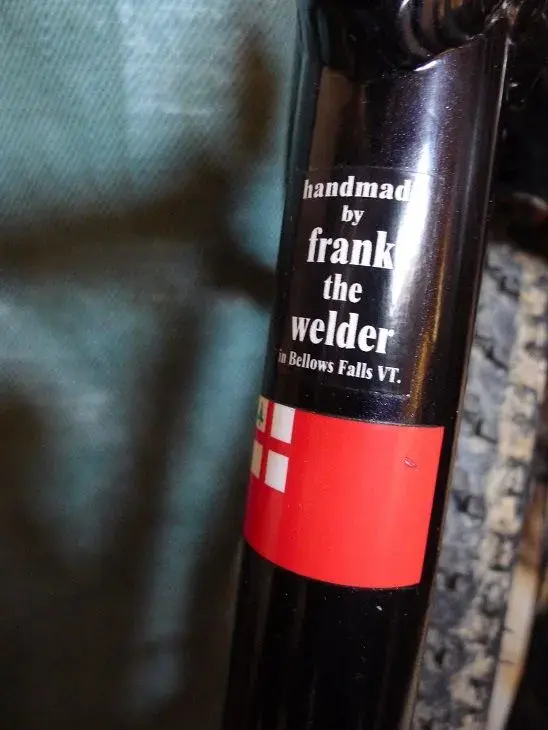 handmad
by
frank
the
welder
in Bellows Falls VT.